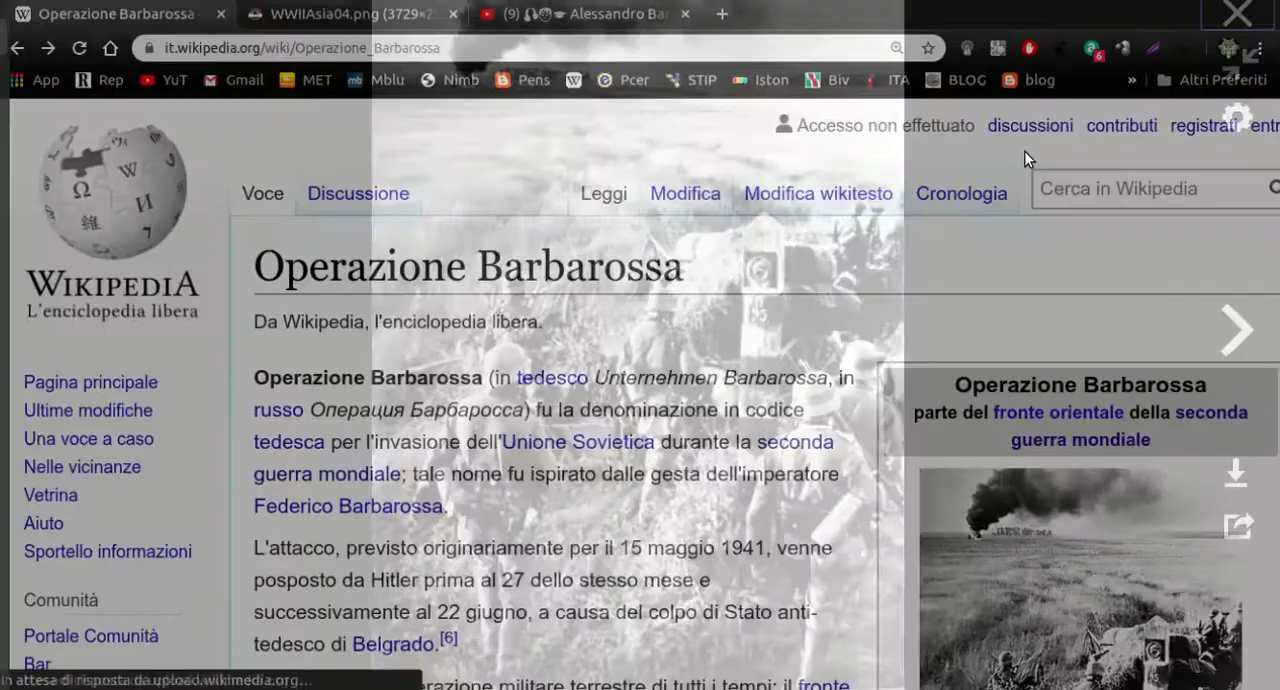 Operazione Barbarossa
WWIIAsia04.png (3729×2
(9) Alessandro Bar
it.wikipedia.org/wiki/Operazione_Barbarossa
App Rep YuT Gmail MET Mblu Nimb Pens Pcer STIP Iston Biv ITA BLOG blog » Altri Preferiti
Accesso non effettuato discussioni contributi registrati entr
Voce Discussione Leggi Modifica Modifica wikitesto Cronologia Cerca in Wikipedia
WIKIPEDIA
L'enciclopedia libera
Pagina principale
Ultime modifiche
Una voce a caso
Nelle vicinanze
Vetrina
Aiuto
Sportello informazioni
Comunità
Portale Comunità
Bar
Operazione Barbarossa
Da Wikipedia, l'enciclopedia libera.
Operazione Barbarossa (in tedesco Unternehmen Barbarossa, in
russo Операция Барбаросса) fu la denominazione in codice
tedesca per l'invasione dell'Unione Sovietica durante la seconda
guerra mondiale; tale nome fu ispirato dalle gesta dell'imperatore
Federico Barbarossa.
L'attacco, previsto originariamente per il 15 maggio 1941, venne
posposto da Hitler prima al 27 dello stesso mese e
successivamente al 22 giugno, a causa del colpo di Stato anti-
tedesco di Belgrado.[6]
erazione militare terrestre di tutti i tempi: il fronte
Operazione Barbarossa
parte del fronte orientale della seconda
guerra mondiale
in attesa di risposta da upload.wikimedia.org...